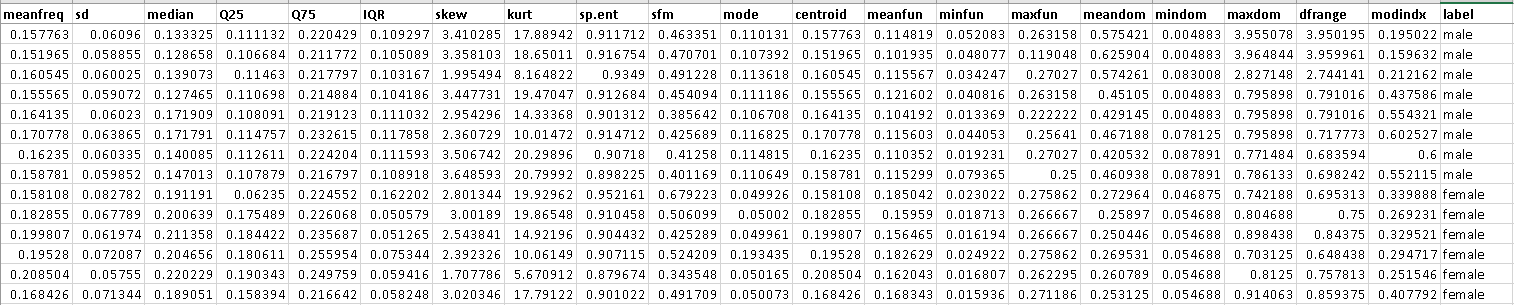 meanfreq sd median Q25 Q75 IQR skew kurt sp.ent sfm mode centroid meanfun minfun maxfun meandom mindom maxdom dfrange modindx label
0.157763 0.06096 0.133325 0.111132 0.220429 0.109297 3.410285 17.88942 0.911712 0.463351 0.110131 0.157763 0.114819 0.052083 0.263158 0.575421 0.004883 3.955078 3.950195 0.195022 male
0.151965 0.058855 0.128658 0.106684 0.211772 0.105089 3.358103 18.65011 0.916754 0.470701 0.107392 0.151965 0.101935 0.048077 0.119048 0.625904 0.004883 3.964844 3.959961 0.159632 male
0.160545 0.060025 0.139073 0.11463 0.217797 0.103167 1.995494 8.164822 0.9349 0.491228 0.113618 0.160545 0.115567 0.034247 0.27027 0.574261 0.083008 2.827148 2.744141 0.212162 male
0.155565 0.059072 0.127465 0.110698 0.214884 0.104186 3.447731 19.47047 0.912684 0.454094 0.111186 0.155565 0.121602 0.040816 0.263158 0.45105 0.004883 0.795898 0.791016 0.437586 male
0.164135 0.06023 0.171909 0.108091 0.219123 0.111032 2.954296 14.33368 0.901312 0.385642 0.106708 0.164135 0.104192 0.013369 0.222222 0.429145 0.004883 0.795898 0.791016 0.554321 male
0.170778 0.063865 0.171791 0.114757 0.232615 0.117858 2.360729 10.01472 0.914712 0.425689 0.116825 0.170778 0.115603 0.044053 0.25641 0.467188 0.078125 0.795898 0.717773 0.602527 male
0.16235 0.060335 0.140085 0.112611 0.224204 0.111593 3.506742 20.29896 0.90718 0.41258 0.114815 0.16235 0.110352 0.019231 0.27027 0.420532 0.087891 0.771484 0.683594 0.6 male
0.158781 0.059852 0.147013 0.107879 0.216797 0.108918 3.648593 20.79992 0.898225 0.401169 0.110649 0.158781 0.115299 0.079365 0.25 0.460938 0.087891 0.786133 0.698242 0.552115 male
0.158108 0.082782 0.191191 0.06235 0.224552 0.162202 2.801344 19.92962 0.952161 0.679223 0.049926 0.158108 0.185042 0.023022 0.275862 0.272964 0.046875 0.742188 0.695313 0.339888 female
0.182855 0.067789 0.200639 0.175489 0.226068 0.050579 3.00189 19.86548 0.910458 0.506099 0.05002 0.182855 0.15959 0.018713 0.266667 0.25897 0.054688 0.804688 0.75 0.269231 female
0.199807 0.061974 0.211358 0.184422 0.235687 0.051265 2.543841 14.92196 0.904432 0.425289 0.049961 0.199807 0.156465 0.016194 0.266667 0.250446 0.054688 0.898438 0.84375 0.329521 female
0.19528 0.072087 0.204656 0.180611 0.255954 0.075344 2.392326 10.06149 0.907115 0.524209 0.193435 0.19528 0.182629 0.024922 0.275862 0.269531 0.054688 0.703125 0.648438 0.294717 female
0.208504 0.05755 0.220229 0.190343 0.249759 0.059416 1.707786 5.670912 0.879674 0.343548 0.050165 0.208504 0.162043 0.016807 0.262295 0.260789 0.054688 0.8125 0.757813 0.251546 female
0.168426 0.071344 0.189051 0.158394 0.216642 0.058248 3.020346 17.79122 0.901022 0.491709 0.050073 0.168426 0.168343 0.015936 0.271186 0.253125 0.054688 0.914063 0.859375 0.407792 female